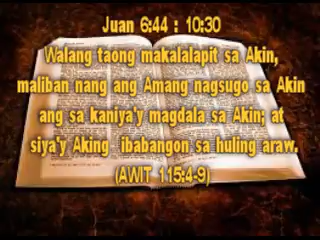 Juan 6:44 : 10:30
Walang taong makalalapit sa Akin,
maliban nang ang Amang nagsugo sa Akin
ang sa kaniya'y magdala sa Akin; at
siya'y Aking ibabangon sa huling araw.
(AWIT 115:4-9)